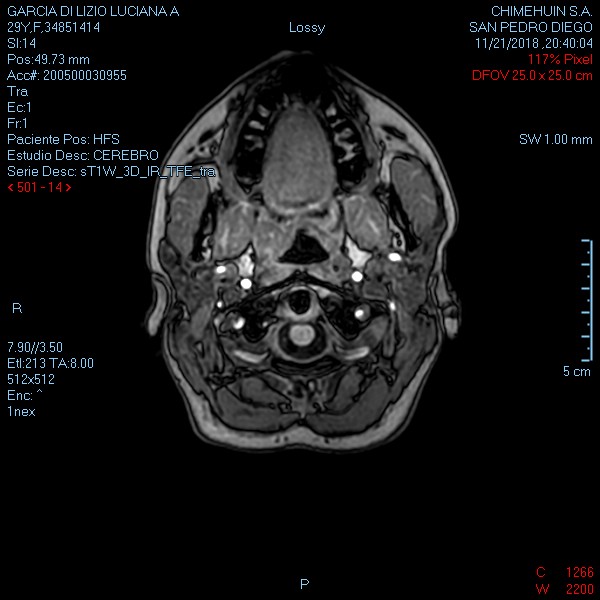 GARCIA DI LIZIO LUCIANA A
29Y,F,34851414
Sl:14
Pos:49.73 mm
Acc#: 200500030955
Tra
Ec:1
Fr:1
Paciente Pos: HFS
Estudio Desc: CEREBRO
Serie Desc: sT1W_3D_IR_TFE_tra
< 501 - 14 >
Lossy
CHIMEHUIN S.A.
SAN PEDRO DIEGO
11/21/2018 ,20:40:04
117% Pixel
DFOV 25.0 x 25.0 cm
SW 1.00 mm
R
5 cm
7.90//3.50
Etl:213 TA:8.00
512x512
Enc: ^
1nex
P
C 1266
W 2200